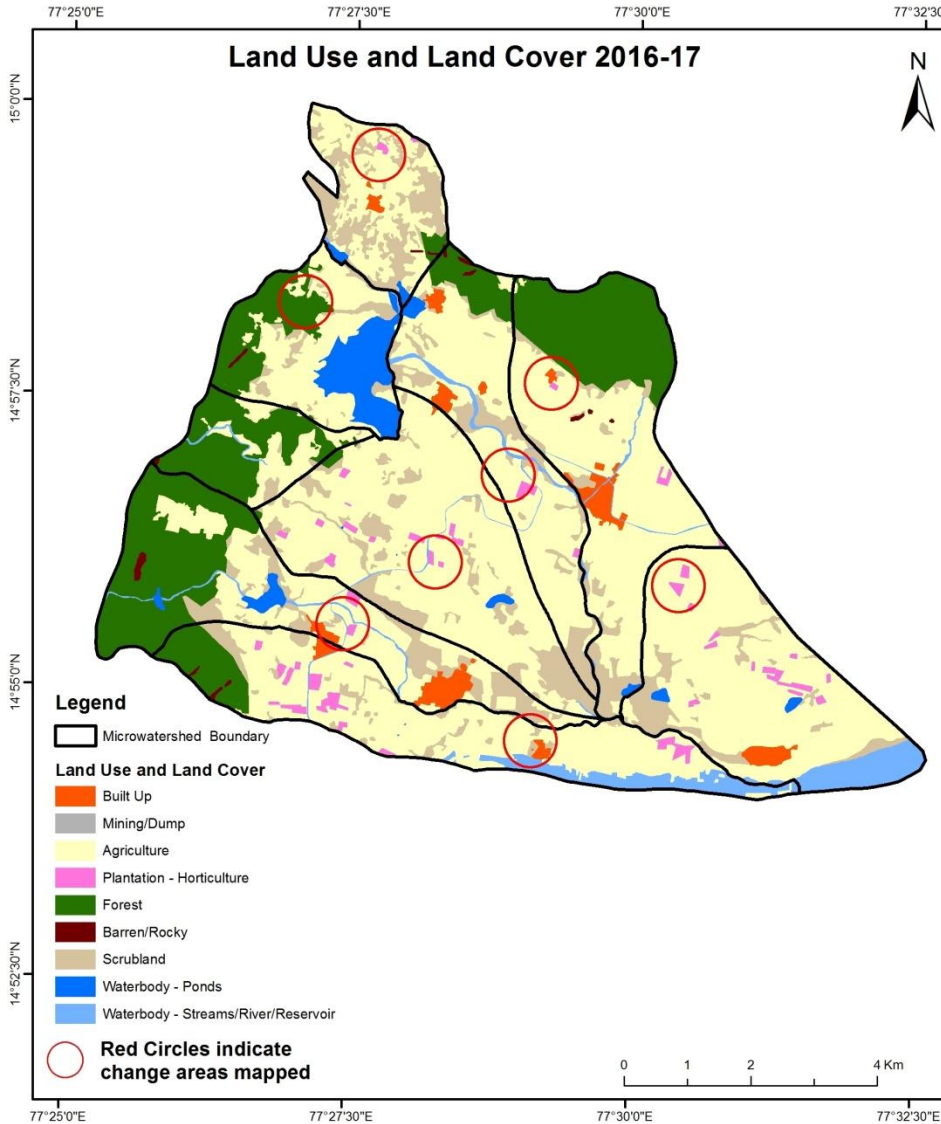 77°25'0"E 77°27'30"E 77°30'0"E 77°32'30"E
Land Use and Land Cover 2016-17
N
15°0'0"N
14°57'30"N
14°55'0"N
14°52'30"N
Legend
Microwatershed Boundary
Land Use and Land Cover
Built Up
Mining/Dump
Agriculture
Plantation - Horticulture
Forest
Barren/Rocky
Scrubland
Waterbody - Ponds
Waterbody - Streams/River/Reservoir
Red Circles indicate
change areas mapped
0 1 2 4 Km
77°25'0"E 77°27'30"E 77°30'0"E 77°32'30"E